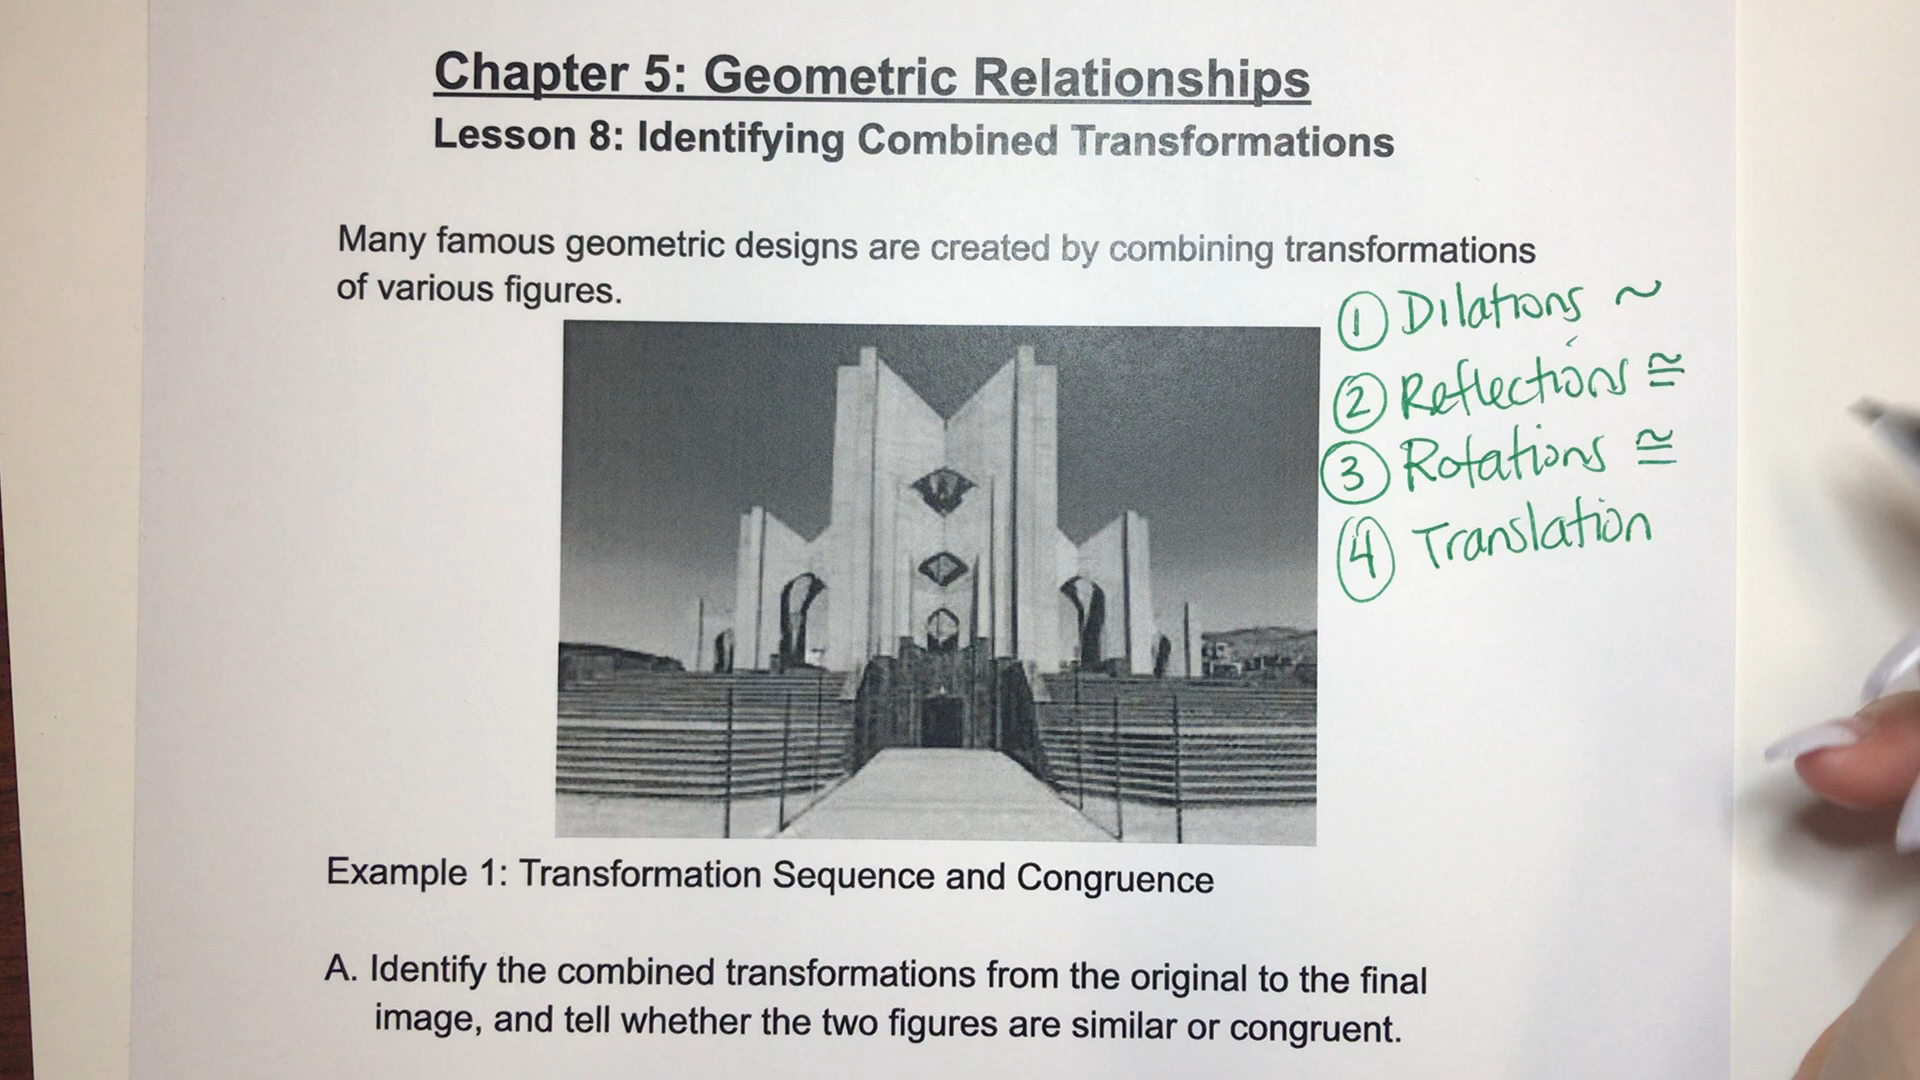 Chapter 5: Geometric Relationships
Lesson 8: Identifying Combined Transformations
Many famous geometric designs are created by combining transformations
of various figures.
① Dilations ~
② Reflections ≅
③ Rotations ≅
④ Translation
Example 1: Transformation Sequence and Congruence
A. Identify the combined transformations from the original to the final
image, and tell whether the two figures are similar or congruent.